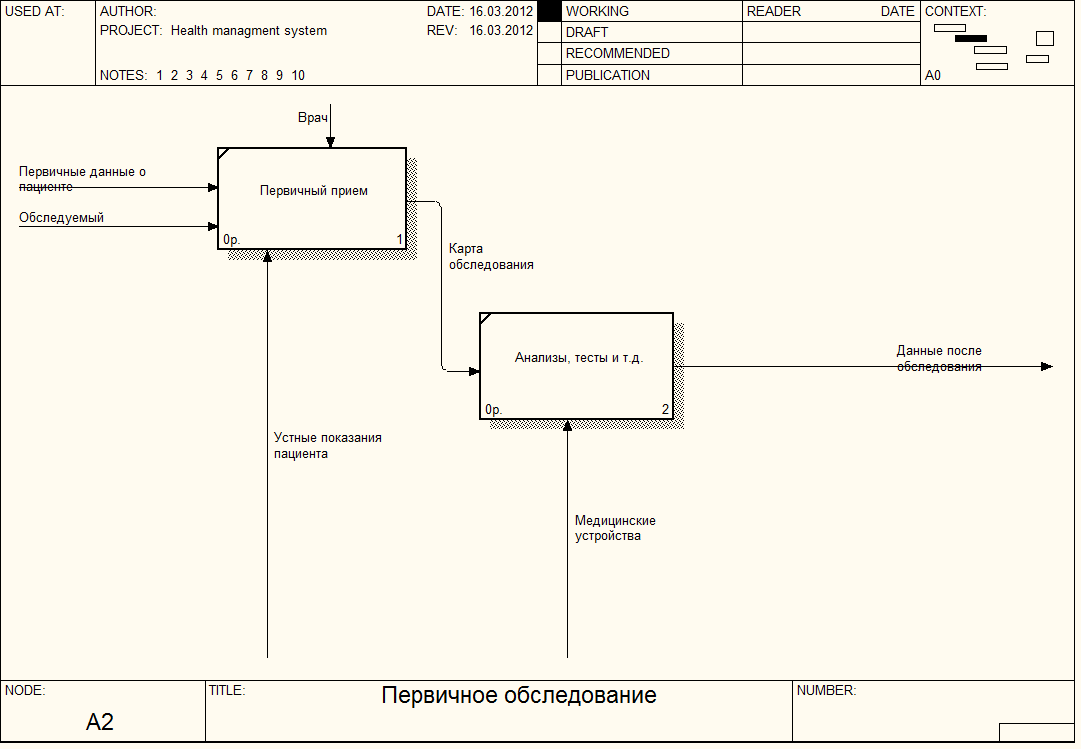 USED AT:
AUTHOR:
DATE: 16.03.2012
PROJECT: Health managment system
REV: 16.03.2012
NOTES: 1 2 3 4 5 6 7 8 9 10
WORKING
DRAFT
RECOMMENDED
PUBLICATION
READER
DATE
CONTEXT:
A0
Врач
Первичные данные о
пациенте
Обследуемый
Первичный прием
0р.
1
Карта
обследования
Анализы, тесты и т.д.
0р.
2
Данные после
обследования
Устные показания
пациента
Медицинские
устройства
NODE:
A2
TITLE:
Первичное обследование
NUMBER: